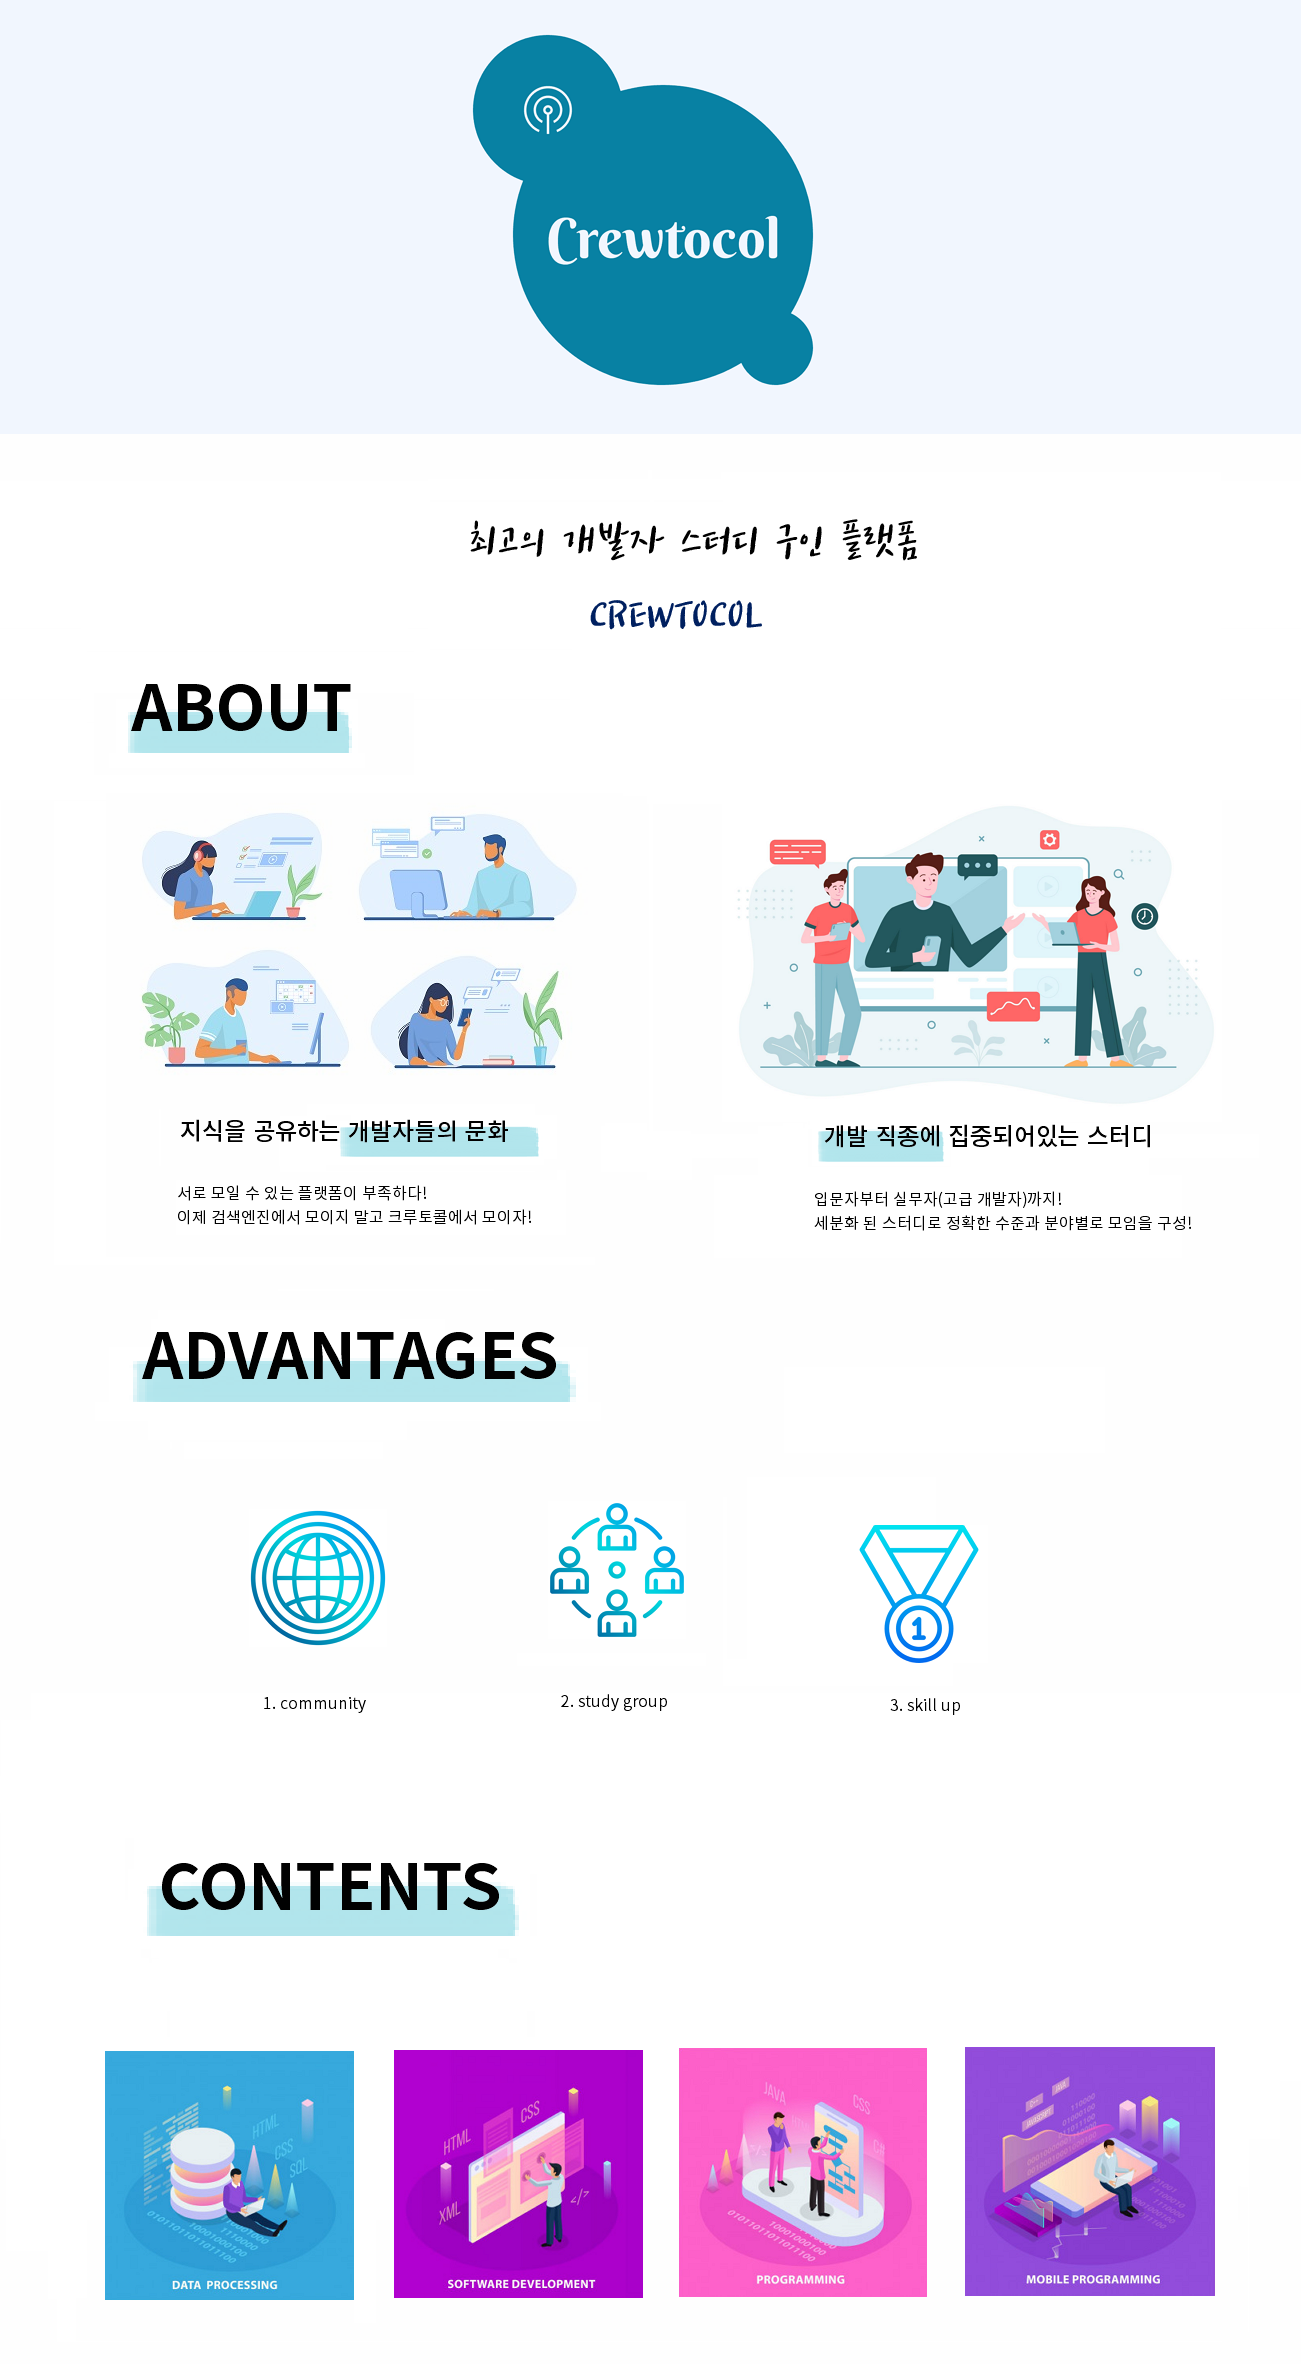 Crewtocol
최고의 개발자 스터디 구인 플랫폼
CREWTOCOL
ABOUT
지식을 공유하는 개발자들의 문화
서로 모일 수 있는 플랫폼이 부족하다!
이제 검색엔진에서 모이지 말고 크루토콜에서 모이자!
개발 직종에 집중되어있는 스터디
입문자부터 실무자(고급 개발자)까지!
세분화 된 스터디로 정확한 수준과 분야별로 모임을 구성!
ADVANTAGES
1
1. community
2. study group
3. skill up
CONTENTS
HTML
CSS
SQL
DATA PROCESSING
HTML
CSS
XML
</>
SOFTWARE DEVELOPMENT
JAVA
CSS
PROGRAMMING
MOBILE PROGRAMMING